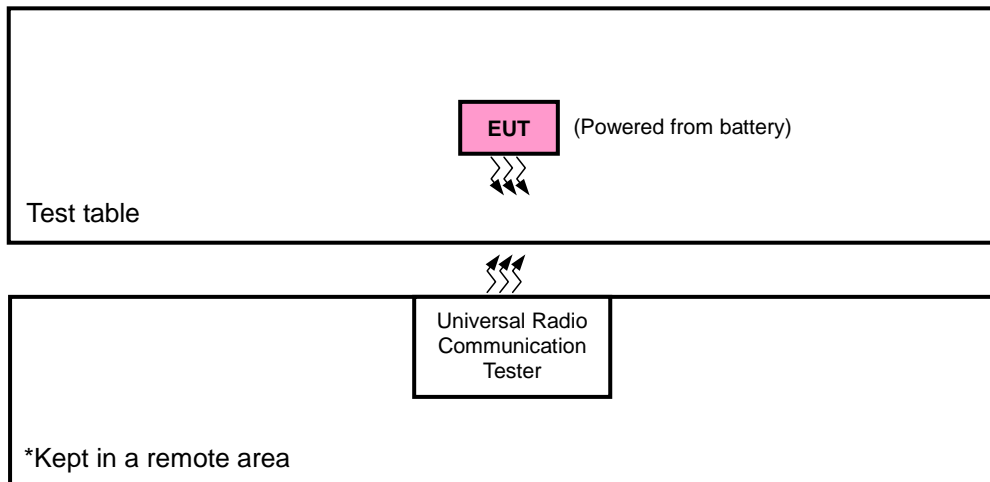 EUT
(Powered from battery)
Test table
Universal Radio
Communication
Tester
*Kept in a remote area